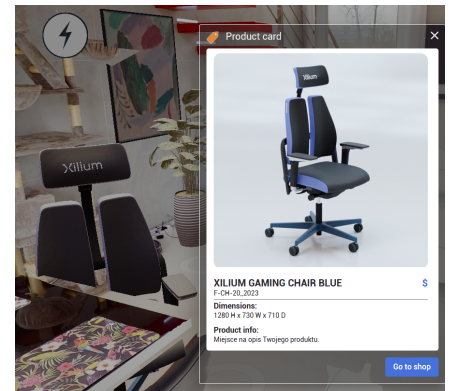 Product card
Xilium
Xilium
XILIUM GAMING CHAIR BLUE
$
F-CH-20_2023
Dimensions:
1280 H x 730 W x 710 D
Product info:
Miejsce na opis Twojego produktu.
Go to shop